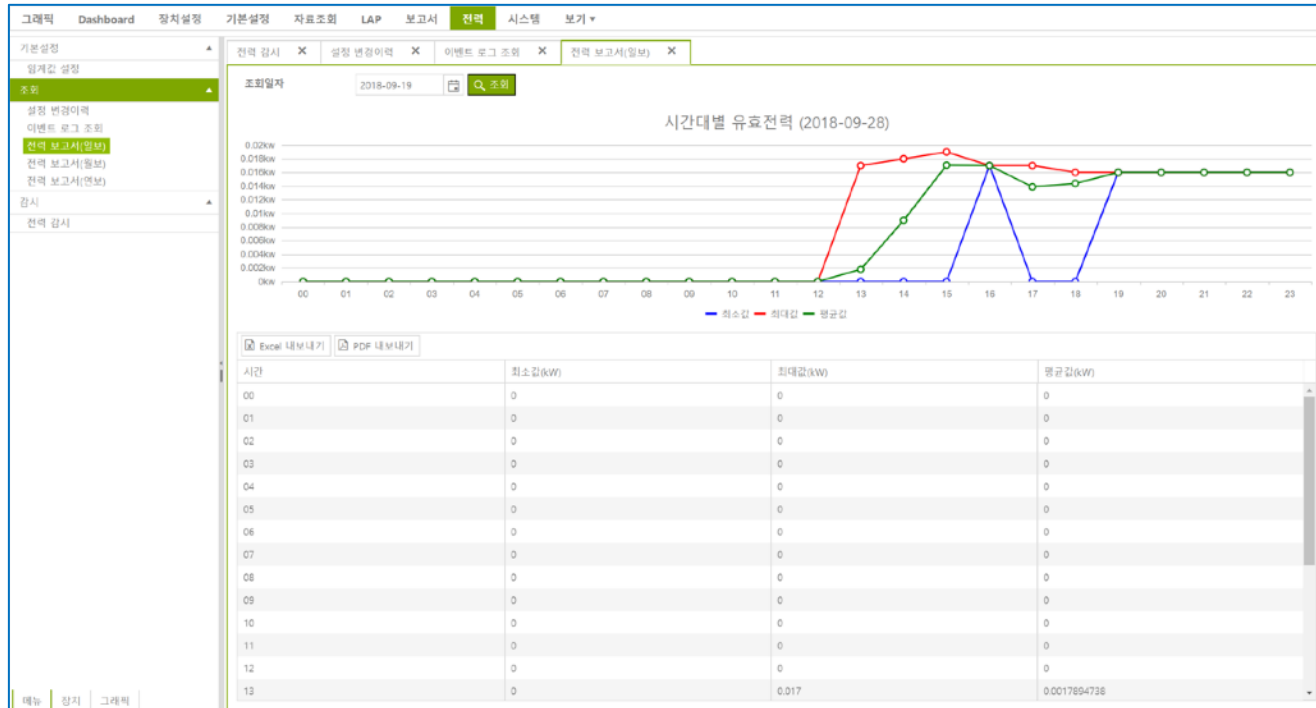 그래픽 Dashboard 장치설정 기본설정 자료조회 LAP 보고서 전력 시스템 보기 ▾
기본설정
임계값 설정
조회
설정 변경이력
이벤트 로그 조회
전력 보고서(일보)
전력 보고서(월보)
전력 보고서(연보)
감시
전력 감시
전력 감시 ✕ 설정 변경이력 ✕ 이벤트 로그 조회 ✕ 전력 보고서(일보) ✕
조회일자 2018-09-19 조회
시간대별 유효전력 (2018-09-28)
0.02kw
0.018kw
0.016kw
0.014kw
0.012kw
0.01kw
0.008kw
0.006kw
0.004kw
0.002kw
0kw
00 01 02 03 04 05 06 07 08 09 10 11 12 13 14 15 16 17 18 19 20 21 22 23
최소값 최대값 평균값
Excel 내보내기 PDF 내보내기
시간 최소값(kW) 최대값(kW) 평균값(kW)
00 0 0 0
01 0 0 0
02 0 0 0
03 0 0 0
04 0 0 0
05 0 0 0
06 0 0 0
07 0 0 0
08 0 0 0
09 0 0 0
10 0 0 0
11 0 0 0
12 0 0 0
13 0 0.017 0.0017894738
메뉴 장치 그래픽